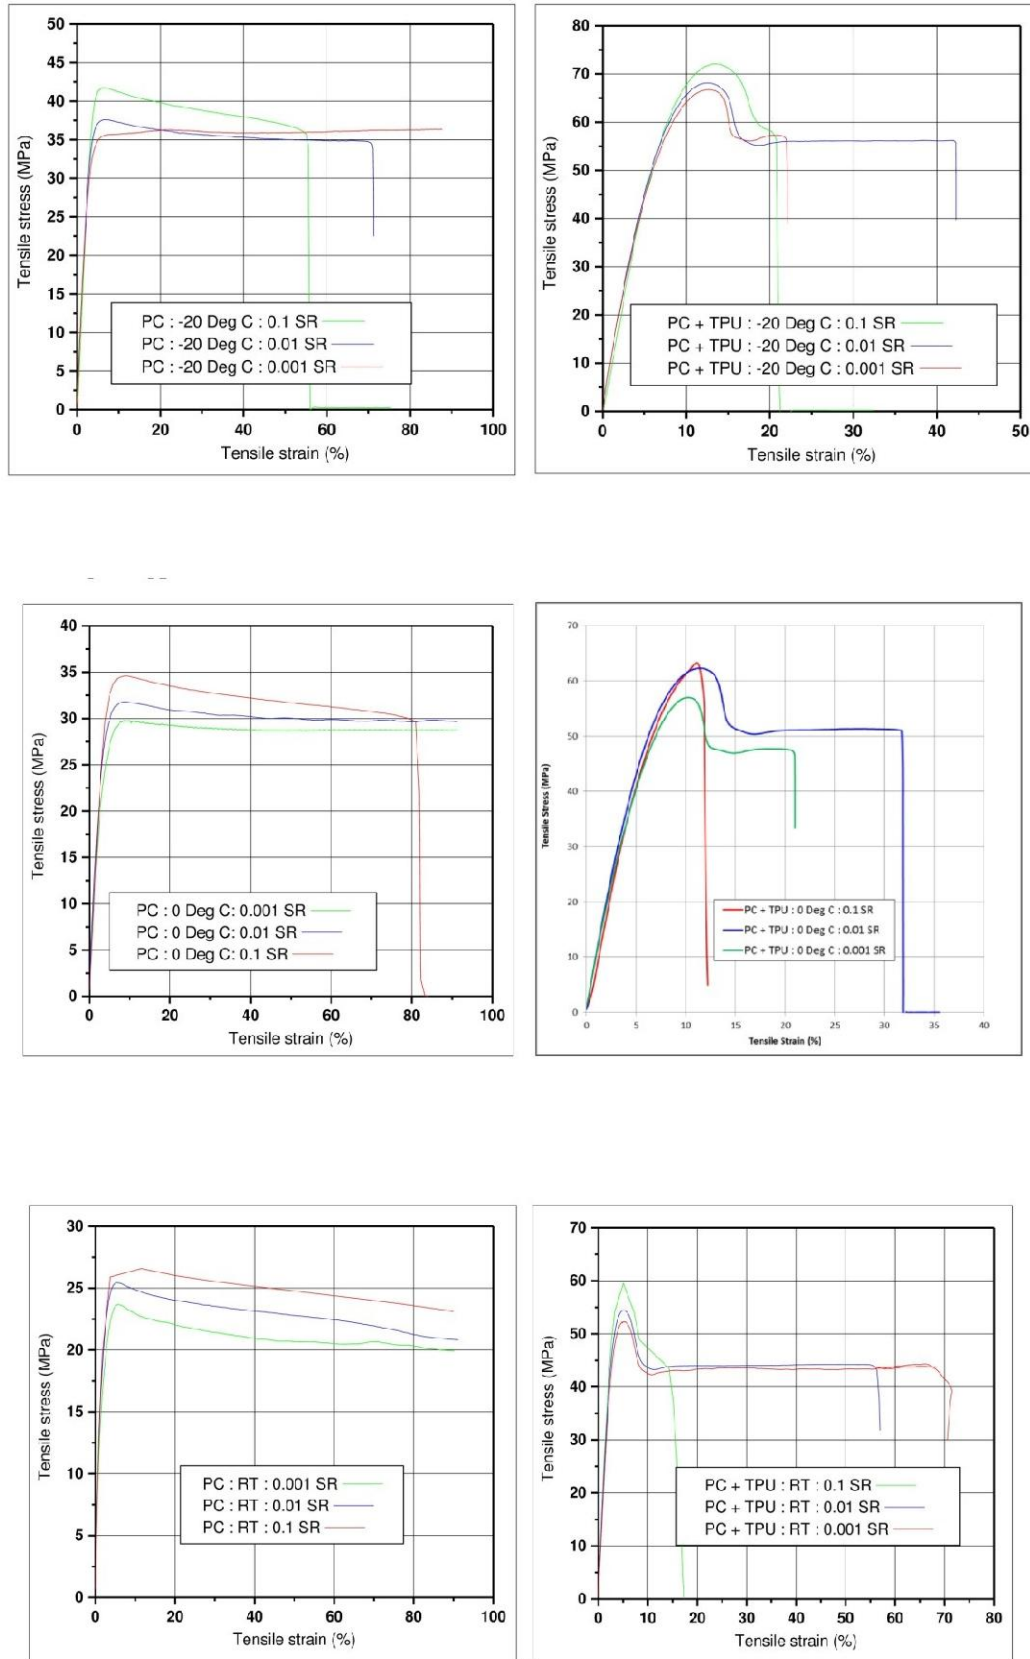 50
45
40
35
30
25
20
15
10
5
0
Tensile stress (MPa)
PC : -20 Deg C : 0.1 SR
PC : -20 Deg C : 0.01 SR
PC : -20 Deg C : 0.001 SR
0 20 40 60 80 100
Tensile strain (%)
80
70
60
50
40
30
20
10
0
Tensile stress (MPa)
PC + TPU : -20 Deg C : 0.1 SR
PC + TPU : -20 Deg C : 0.01 SR
PC + TPU : -20 Deg C : 0.001 SR
0 10 20 30 40 50
Tensile strain (%)
40
35
30
25
20
15
10
5
0
Tensile stress (MPa)
PC : 0 Deg C: 0.001 SR
PC : 0 Deg C: 0.01 SR
PC : 0 Deg C: 0.1 SR
0 20 40 60 80 100
Tensile strain (%)
70
60
50
40
30
20
10
0
Tensile Stress (MPa)
PC + TPU : 0 Deg C : 0.1 SR
PC + TPU : 0 Deg C : 0.01 SR
PC + TPU : 0 Deg C : 0.001 SR
0 5 10 15 20 25 30 35 40
Tensile Strain (%)
30
25
20
15
10
5
0
Tensile stress (MPa)
PC : RT : 0.001 SR
PC : RT : 0.01 SR
PC : RT : 0.1 SR
0 20 40 60 80 100
Tensile strain (%)
70
60
50
40
30
20
10
0
Tensile stress (MPa)
PC + TPU : RT : 0.1 SR
PC + TPU : RT : 0.01 SR
PC + TPU : RT : 0.001 SR
0 10 20 30 40 50 60 70 80
Tensile strain (%)